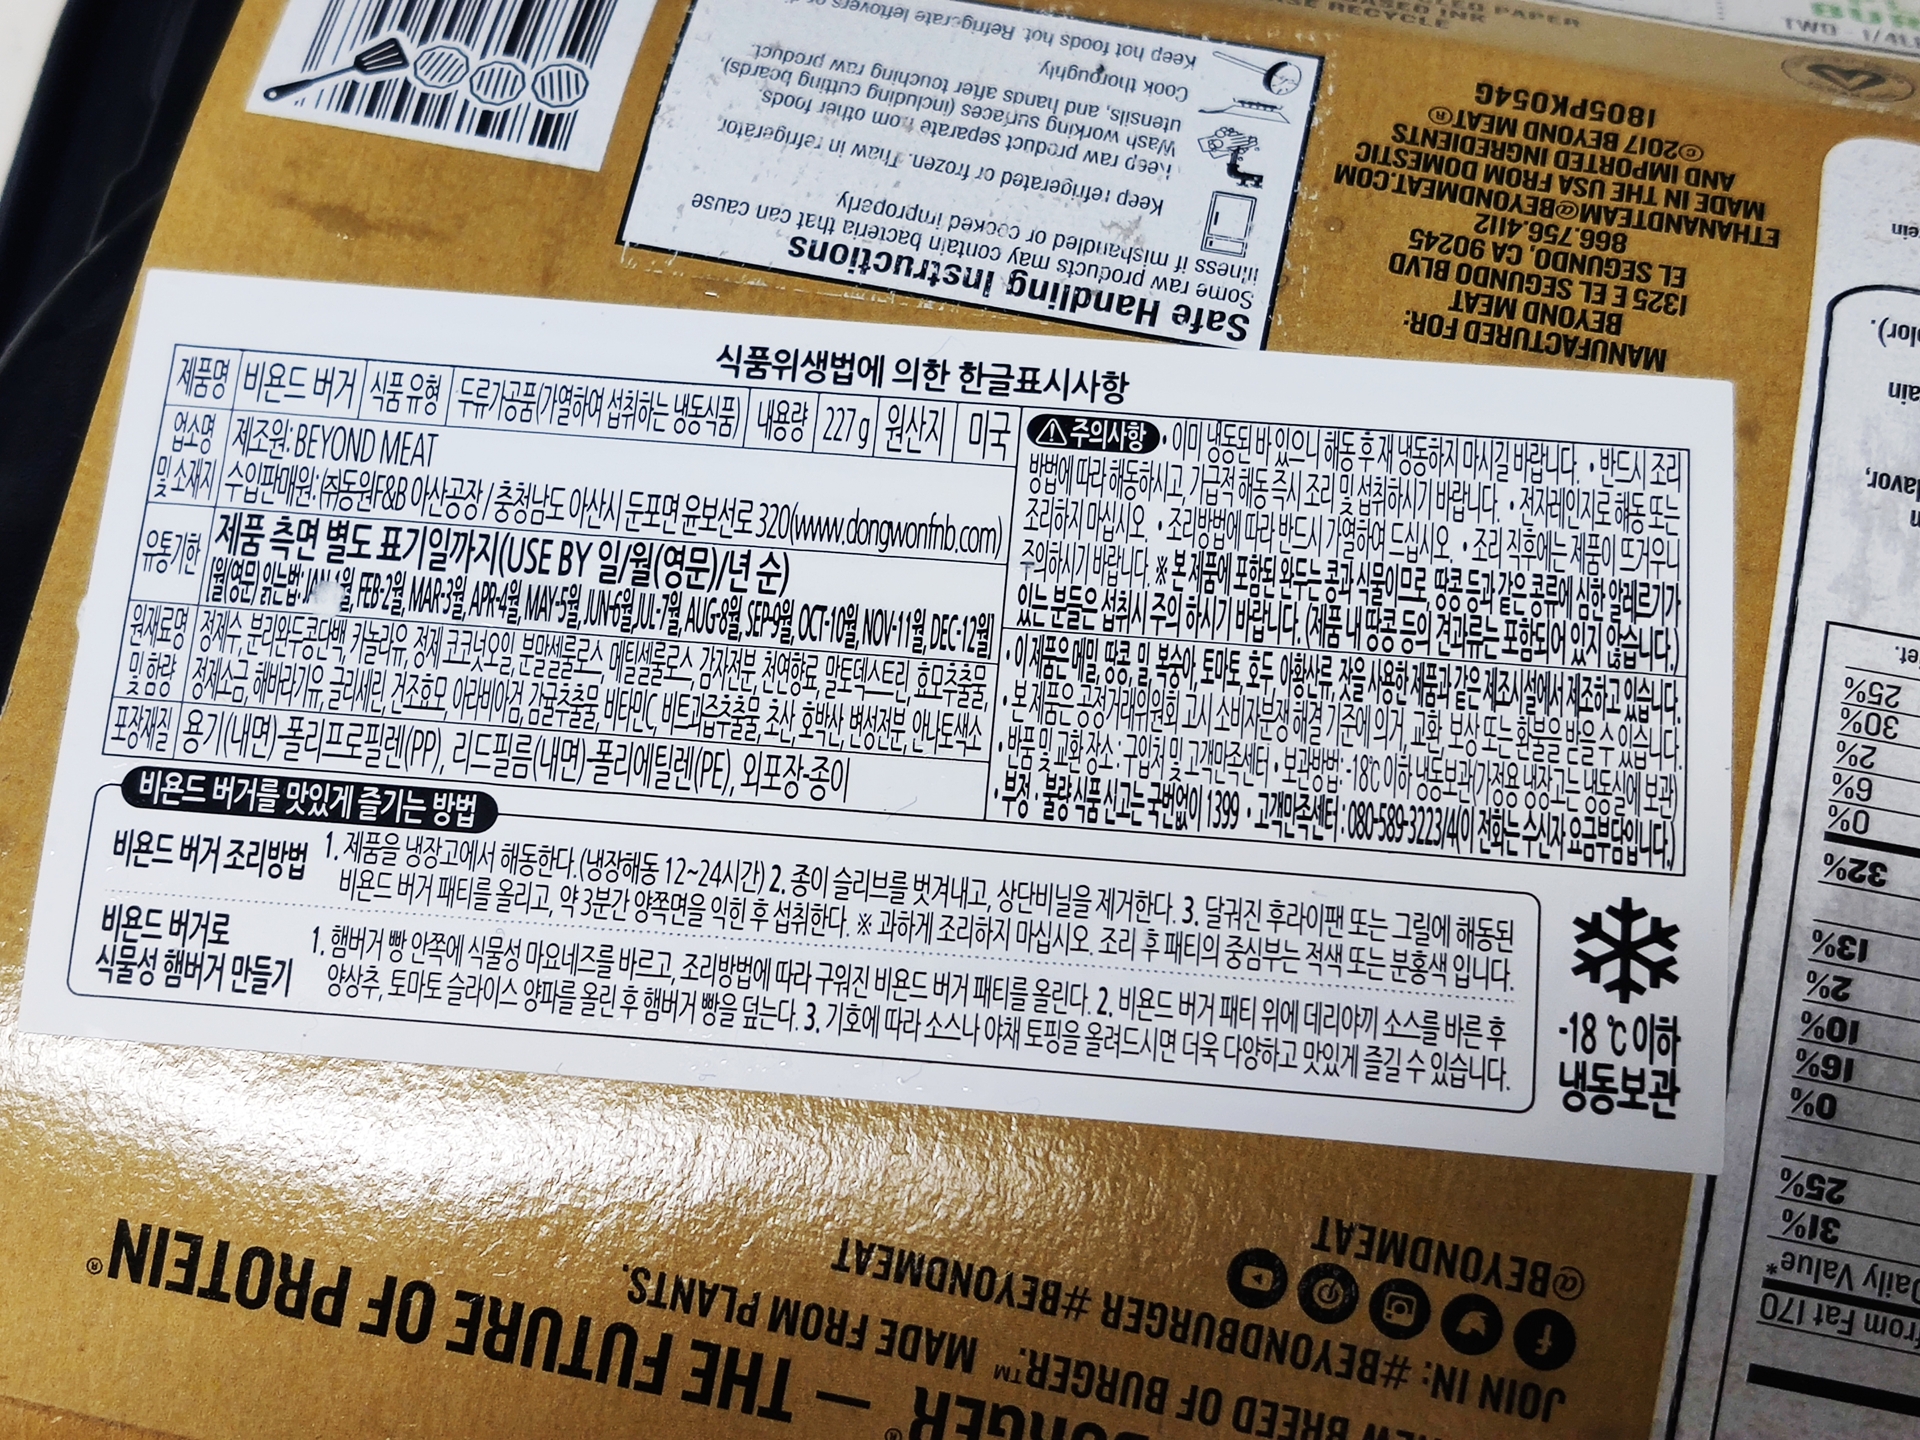 식품위생법에 의한 한글표시사항
제품명 비욘드 버거 식품 유형 두류가공품(가열하여 섭취하는 냉동식품) 내용량 227g 원산지 미국
업소명 및 소재지
제조원: BEYOND MEAT
수입판매원: ㈜동원F&B 아산공장 / 충청남도 아산시 둔포면 윤보선로 320(www.dongwonfnb.com)
유통기한
제품 측면 별도 표기일까지(USE BY 일/월(영문)/년 순)
[월(영문) 읽는법: JAN-1월, FEB-2월, MAR-3월, APR-4월, MAY-5월, JUN-6월, JUL-7월, AUG-8월, SEP-9월, OCT-10월, NOV-11월, DEC-12월]
원재료명 및 함량
정제수, 분리완두콩단백, 카놀라유, 정제 코코넛오일, 분말셀룰로스, 메틸셀룰로스, 감자전분, 천연향료, 말토덱스트린, 효모추출물,
정제소금, 해바라기유, 글리세린, 건조효모, 아라비아검, 감귤추출물, 비타민C, 비트과즙추출물, 초산, 호박산, 변성전분, 안나토색소
포장재질 용기(내면)-폴리프로필렌(PP), 리드필름(내면)-폴리에틸렌(PE), 외포장-종이
주의사항 • 이미 냉동된 바 있으니 해동 후 재 냉동하지 마시길 바랍니다. • 반드시 조리
방법에 따라 해동하시고, 가급적 해동 즉시 조리 및 섭취하시기 바랍니다. • 전자레인지로 해동 또는
조리하지 마십시오. • 조리방법에 따라 반드시 가열하여 드십시오. • 조리 직후에는 제품이 뜨거우니
주의하시기 바랍니다. ※ 본 제품에 포함된 완두는 콩과 식물이므로, 땅콩 등과 같은 콩류에 심한 알레르기가
있는 분들은 섭취시 주의 하시기 바랍니다. (제품 내 땅콩 등의 견과류는 포함되어 있지 않습니다.)
• 이 제품은 메밀, 땅콩, 밀, 복숭아, 토마토, 호두, 아황산류, 잣을 사용한 제품과 같은 제조시설에서 제조하고 있습니다.
• 본 제품은 공정거래위원회 고시 소비자분쟁 해결 기준에 의거, 교환, 보상 또는 환불을 받을 수 있습니다.
• 반품 및 교환 장소 : 구입처 및 고객만족센터 • 보관방법: -18℃ 이하 냉동보관(가정용 냉장고는 냉동실에 보관)
• 부정 · 불량식품 신고는 국번없이 1399 • 고객만족센터 : 080-589-3223/4(이 전화는 수신자 요금부담입니다.)
비욘드 버거를 맛있게 즐기는 방법
비욘드 버거 조리방법
1. 제품을 냉장고에서 해동한다.(냉장해동 12~24시간) 2. 종이 슬리브를 벗겨내고, 상단비닐을 제거한다. 3. 달궈진 후라이팬 또는 그릴에 해동된
비욘드 버거 패티를 올리고, 약 3분간 양쪽면을 익힌 후 섭취한다. ※ 과하게 조리하지 마십시오. 조리 후 패티의 중심부는 적색 또는 분홍색 입니다.
비욘드 버거로
식물성 햄버거 만들기
1. 햄버거 빵 안쪽에 식물성 마요네즈를 바르고, 조리방법에 따라 구워진 비욘드 버거 패티를 올린다. 2. 비욘드 버거 패티 위에 데리야끼 소스를 바른 후
양상추, 토마토 슬라이스 양파를 올린 후 햄버거 빵을 덮는다. 3. 기호에 따라 소스나 야채 토핑을 올려드시면 더욱 다양하고 맛있게 즐길 수 있습니다.
-18 ℃ 이하
냉동보관
BURGER® — THE FUTURE OF PROTEIN®
NEW BREED OF BURGER.™ MADE FROM PLANTS.
JOIN IN: #BEYONDBURGER #BEYONDMEAT
@BEYONDMEAT
MANUFACTURED FOR:
BEYOND MEAT
1325 E EL SEGUNDO BLVD
EL SEGUNDO, CA 90245
866.756.4112
ETHANANDTEAM@BEYONDMEAT.COM
MADE IN THE USA FROM DOMESTIC
AND IMPORTED INGREDIENTS
©2017 BEYOND MEAT®
1805PK054G
Safe Handling Instructions
Some raw products may contain bacteria that can cause
illness if mishandled or cooked improperly.
Keep refrigerated or frozen. Thaw in refrigerator
Keep raw product separate from other foods.
Wash working surfaces (including cutting boards),
utensils, and hands after touching raw product.
Cook thoroughly.
Keep hot foods hot. Refrigerate leftovers
from Fat 170
Daily Value*
31%
25%
0%
16%
10%
2%
13%
32%
0%
6%
2%
30%
25%
RECYCLE
PAPER
TWO 1/4